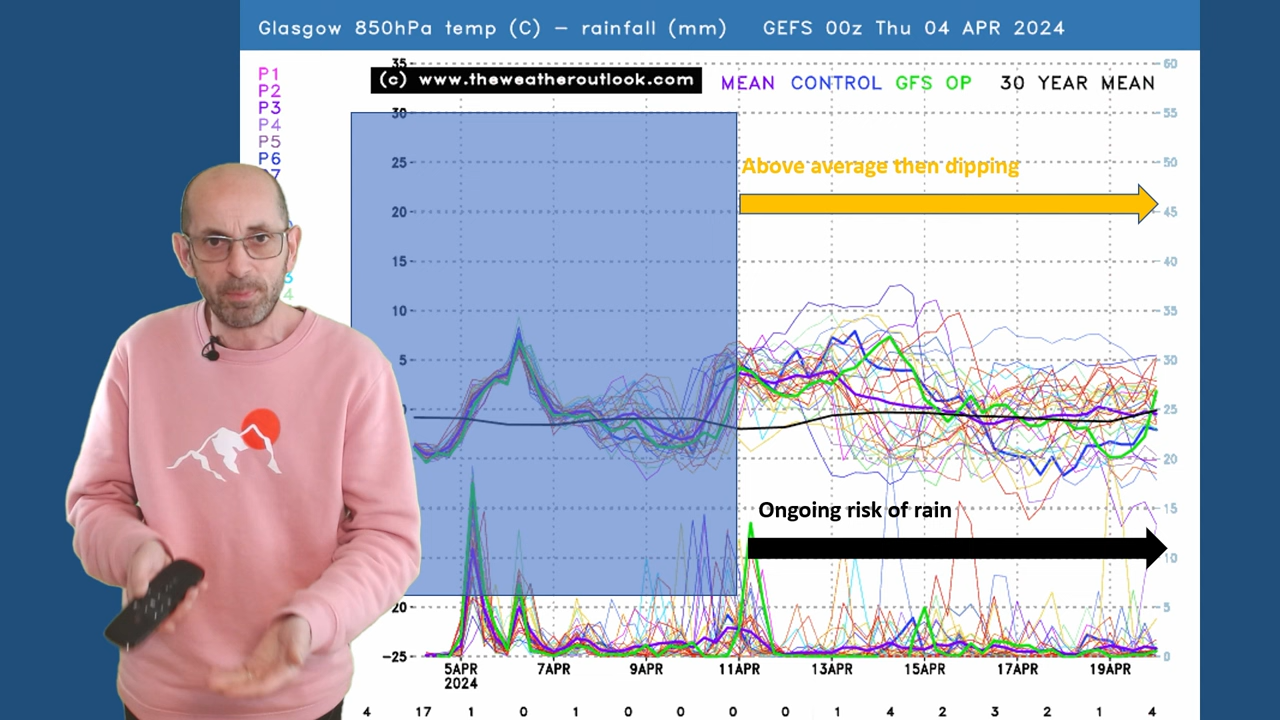 Glasgow 850hPa temp (C) – rainfall (mm) GEFS 00z Thu 04 APR 2024
35 60
(c) www.theweatheroutlook.com MEAN CONTROL GFS OP 30 YEAR MEAN
P1
P2
P3
P4
P5
P6
30 55
Above average then dipping
25 50
20 45
15 40
10 35
5 30
25
20
Ongoing risk of rain
15
10
20 5
-25 0
5APR 7APR 9APR 11APR 13APR 15APR 17APR 19APR
2024
4 17 1 0 1 0 0 0 0 1 4 2 3 2 1 4